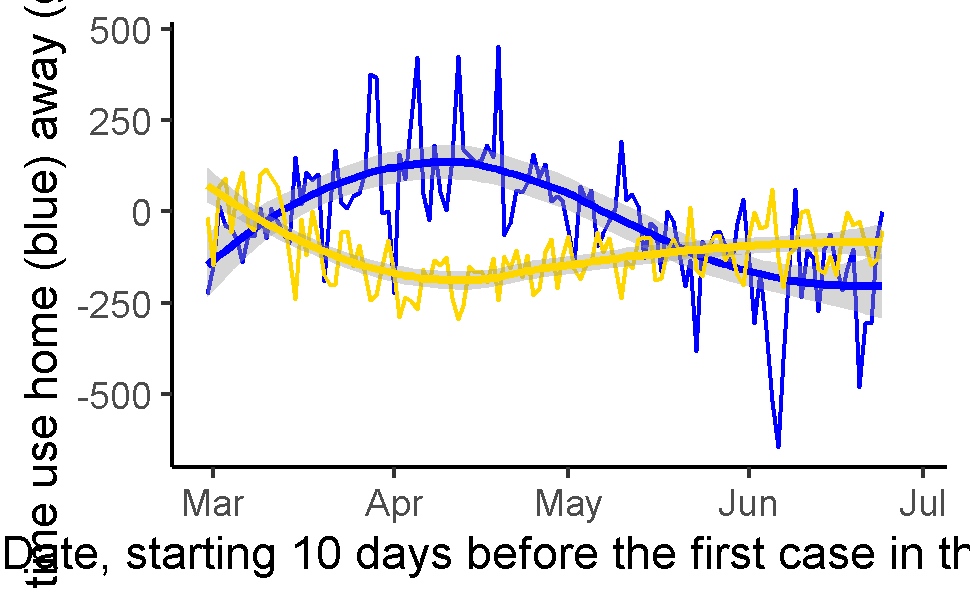 time use home (blue) away (
500
250
0
-250
-500
Mar Apr May Jun Jul
Date, starting 10 days before the first case in th